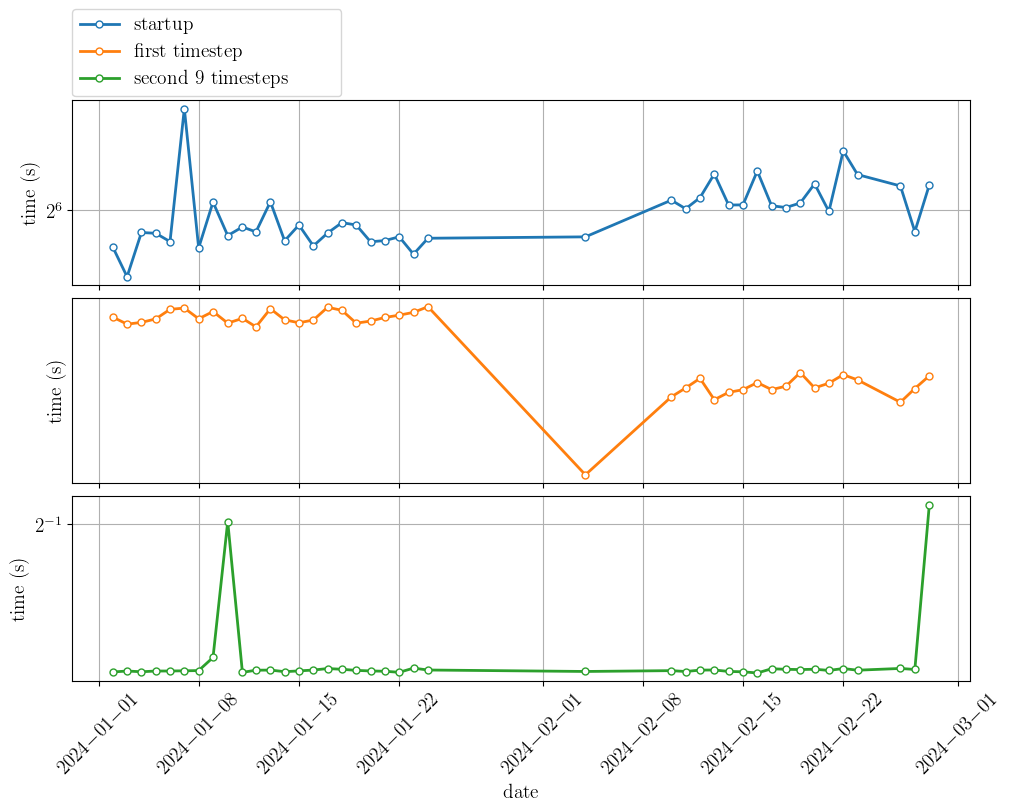 startup
first timestep
second 9 timesteps
time (s)
2⁶
time (s)
time (s)
2⁻¹
2024−01−01
2024−01−08
2024−01−15
2024−01−22
2024−02−01
2024−02−08
2024−02−15
2024−02−22
2024−03−01
date